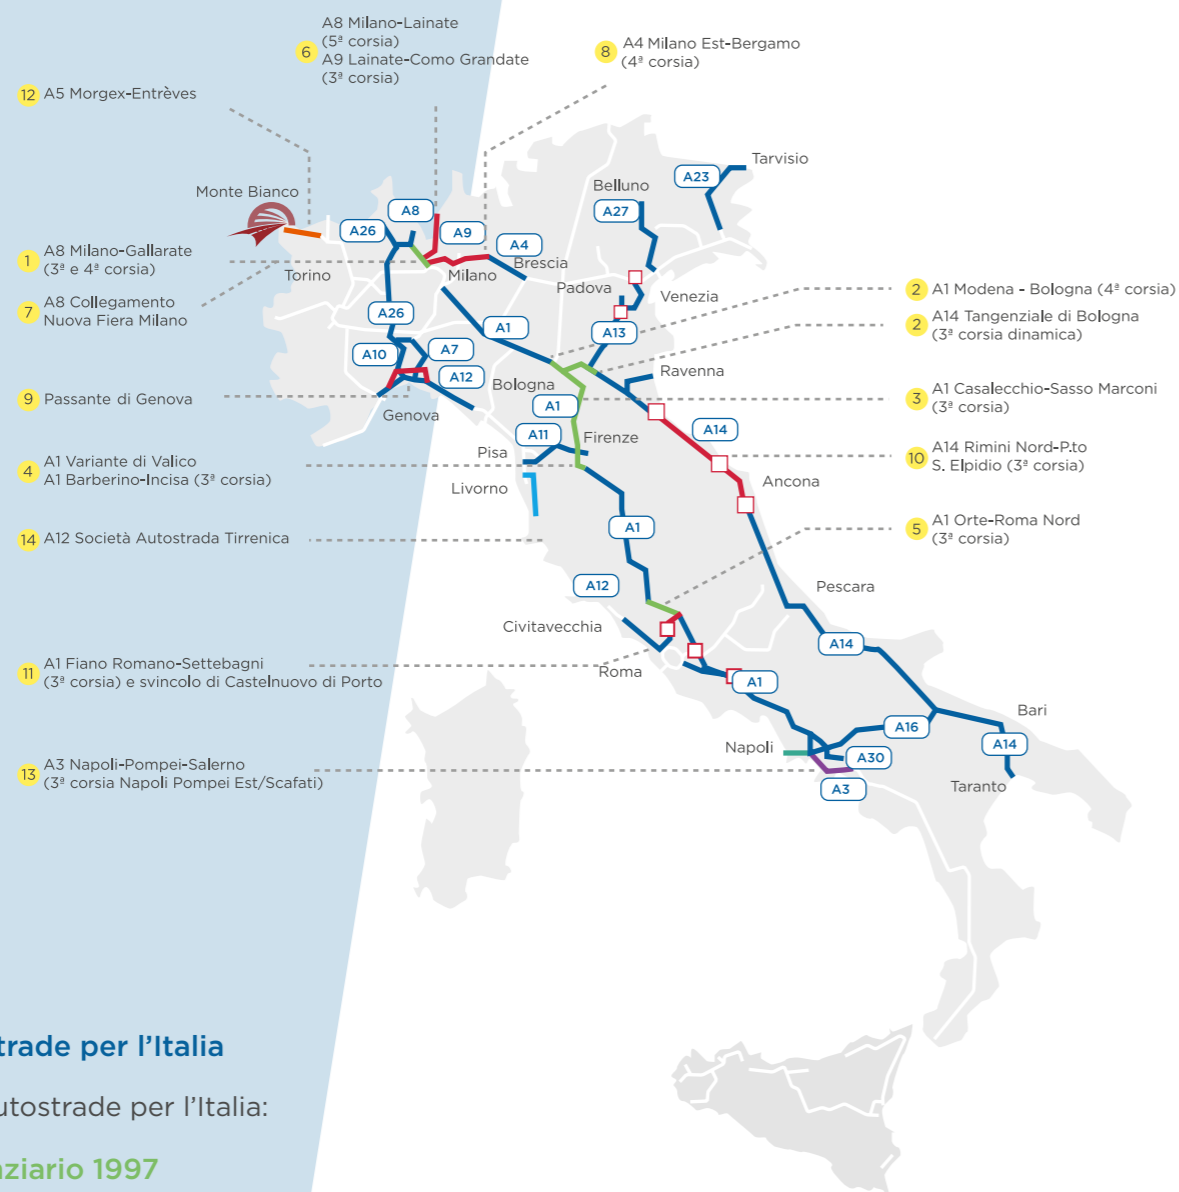 A8 Milano-Lainate
(5ª corsia)
6
A9 Lainate-Como Grandate
(3ª corsia)
8
A4 Milano Est-Bergamo
(4ª corsia)
12 A5 Morgex-Entrèves
Tarvisio
A23
Belluno
A27
Monte Bianco
A8
A26
A9
A4
1
A8 Milano-Gallarate
(3ª e 4ª corsia)
Torino
Milano
Brescia
Padova
Venezia
7
A8 Collegamento
Nuova Fiera Milano
2 A1 Modena - Bologna (4ª corsia)
2
A14 Tangenziale di Bologna
(3ª corsia dinamica)
A26
A1
A13
A10
A7
A12
Ravenna
Bologna
9 Passante di Genova
Genova
A1
3
A1 Casalecchio-Sasso Marconi
(3ª corsia)
A11
Firenze
A14
Pisa
4
A1 Variante di Valico
A1 Barberino-Incisa (3ª corsia)
10
A14 Rimini Nord-P.to
S. Elpidio (3ª corsia)
Livorno
Ancona
A1
5
A1 Orte-Roma Nord
(3ª corsia)
14 A12 Società Autostrada Tirrenica
A12
Pescara
Civitavecchia
A14
11
A1 Fiano Romano-Settebagni
(3ª corsia) e svincolo di Castelnuovo di Porto
Roma
A1
Bari
A16
Napoli
A14
A30
13
A3 Napoli-Pompei-Salerno
(3ª corsia Napoli Pompei Est/Scafati)
A3
Taranto
trade per l'Italia
utostrade per l'Italia:
ziario 1997